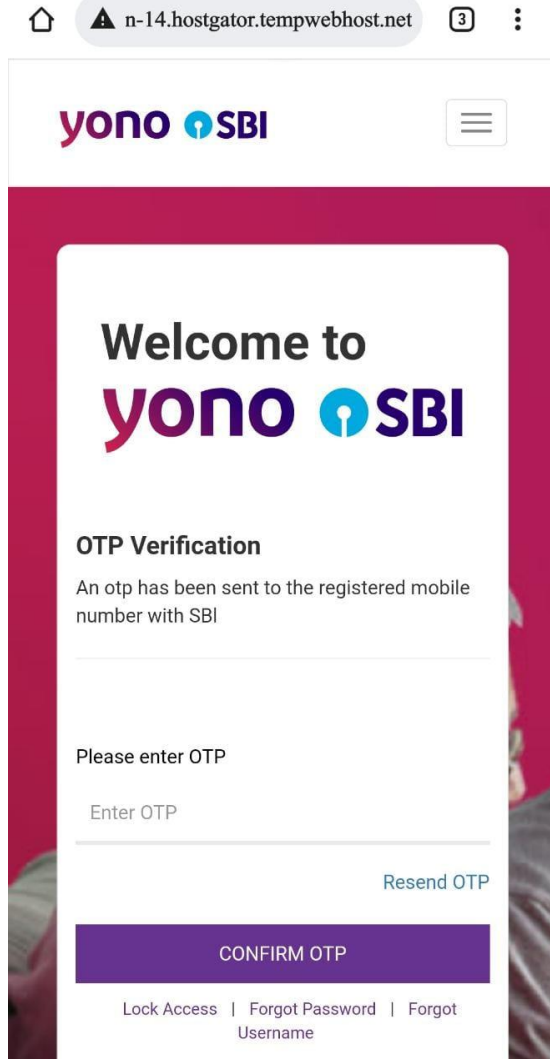 n-14.hostgator.tempwebhost.net
3
yono SBI
Welcome to
yono SBI
OTP Verification
An otp has been sent to the registered mobile
number with SBI
Please enter OTP
Enter OTP
Resend OTP
CONFIRM OTP
Lock Access | Forgot Password | Forgot
Username